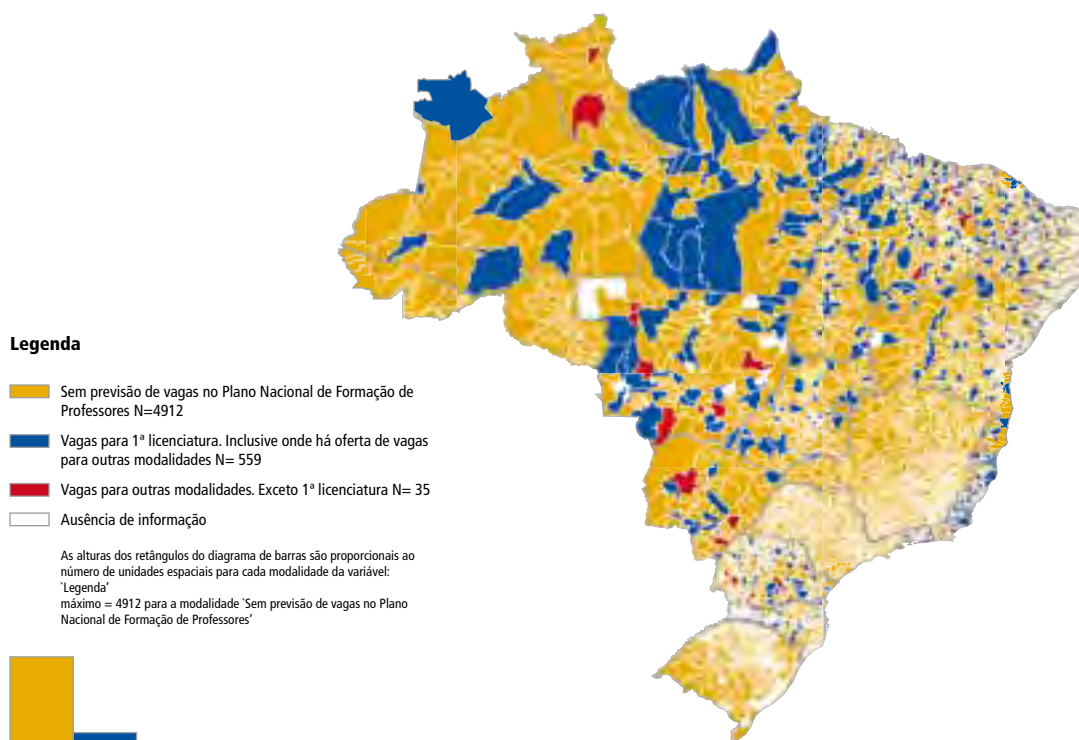 Legenda
Sem previsão de vagas no Plano Nacional de Formação de
Professores N=4912
Vagas para 1ª licenciatura. Inclusive onde há oferta de vagas
para outras modalidades N= 559
Vagas para outras modalidades. Exceto 1ª licenciatura N= 35
Ausência de informação
As alturas dos retângulos do diagrama de barras são proporcionais ao
número de unidades espaciais para cada modalidade da variável:
`Legenda'
máximo = 4912 para a modalidade `Sem previsão de vagas no Plano
Nacional de Formação de Professores'